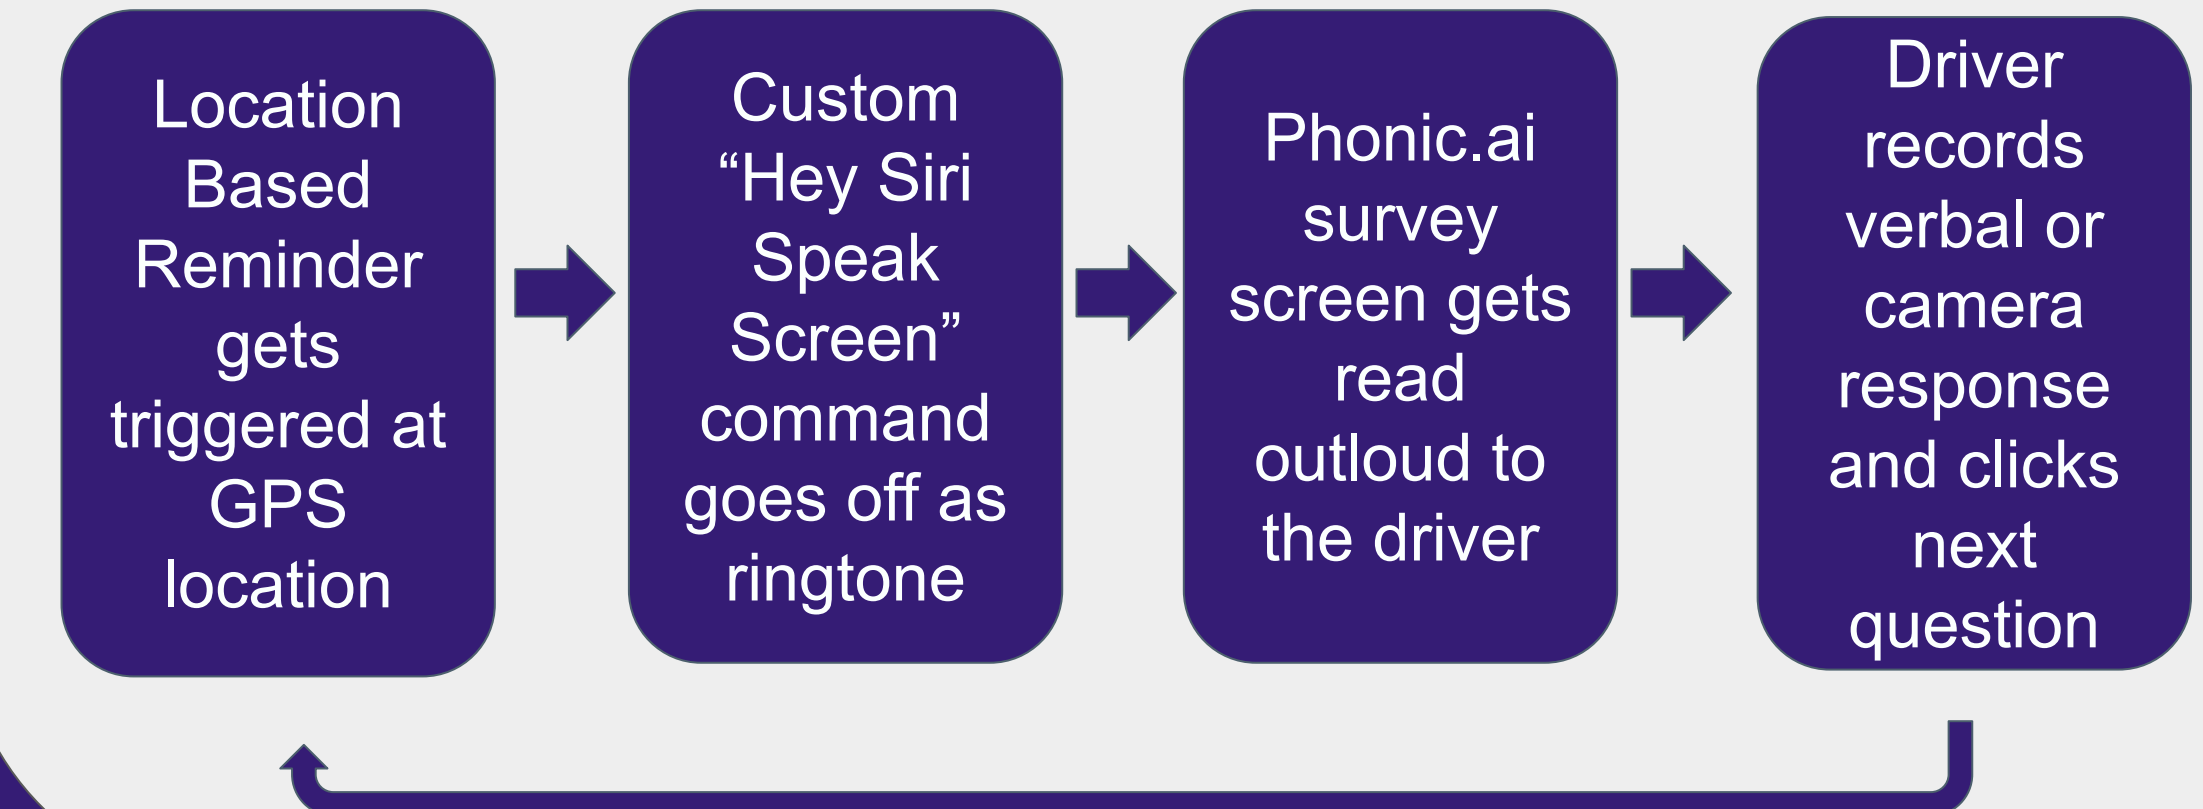 Location
Based
Reminder
gets
triggered at
GPS
location
Custom
“Hey Siri
Speak
Screen”
command
goes off as
ringtone
Phonic.ai
survey
screen gets
read
outloud to
the driver
Driver
records
verbal or
camera
response
and clicks
next
question